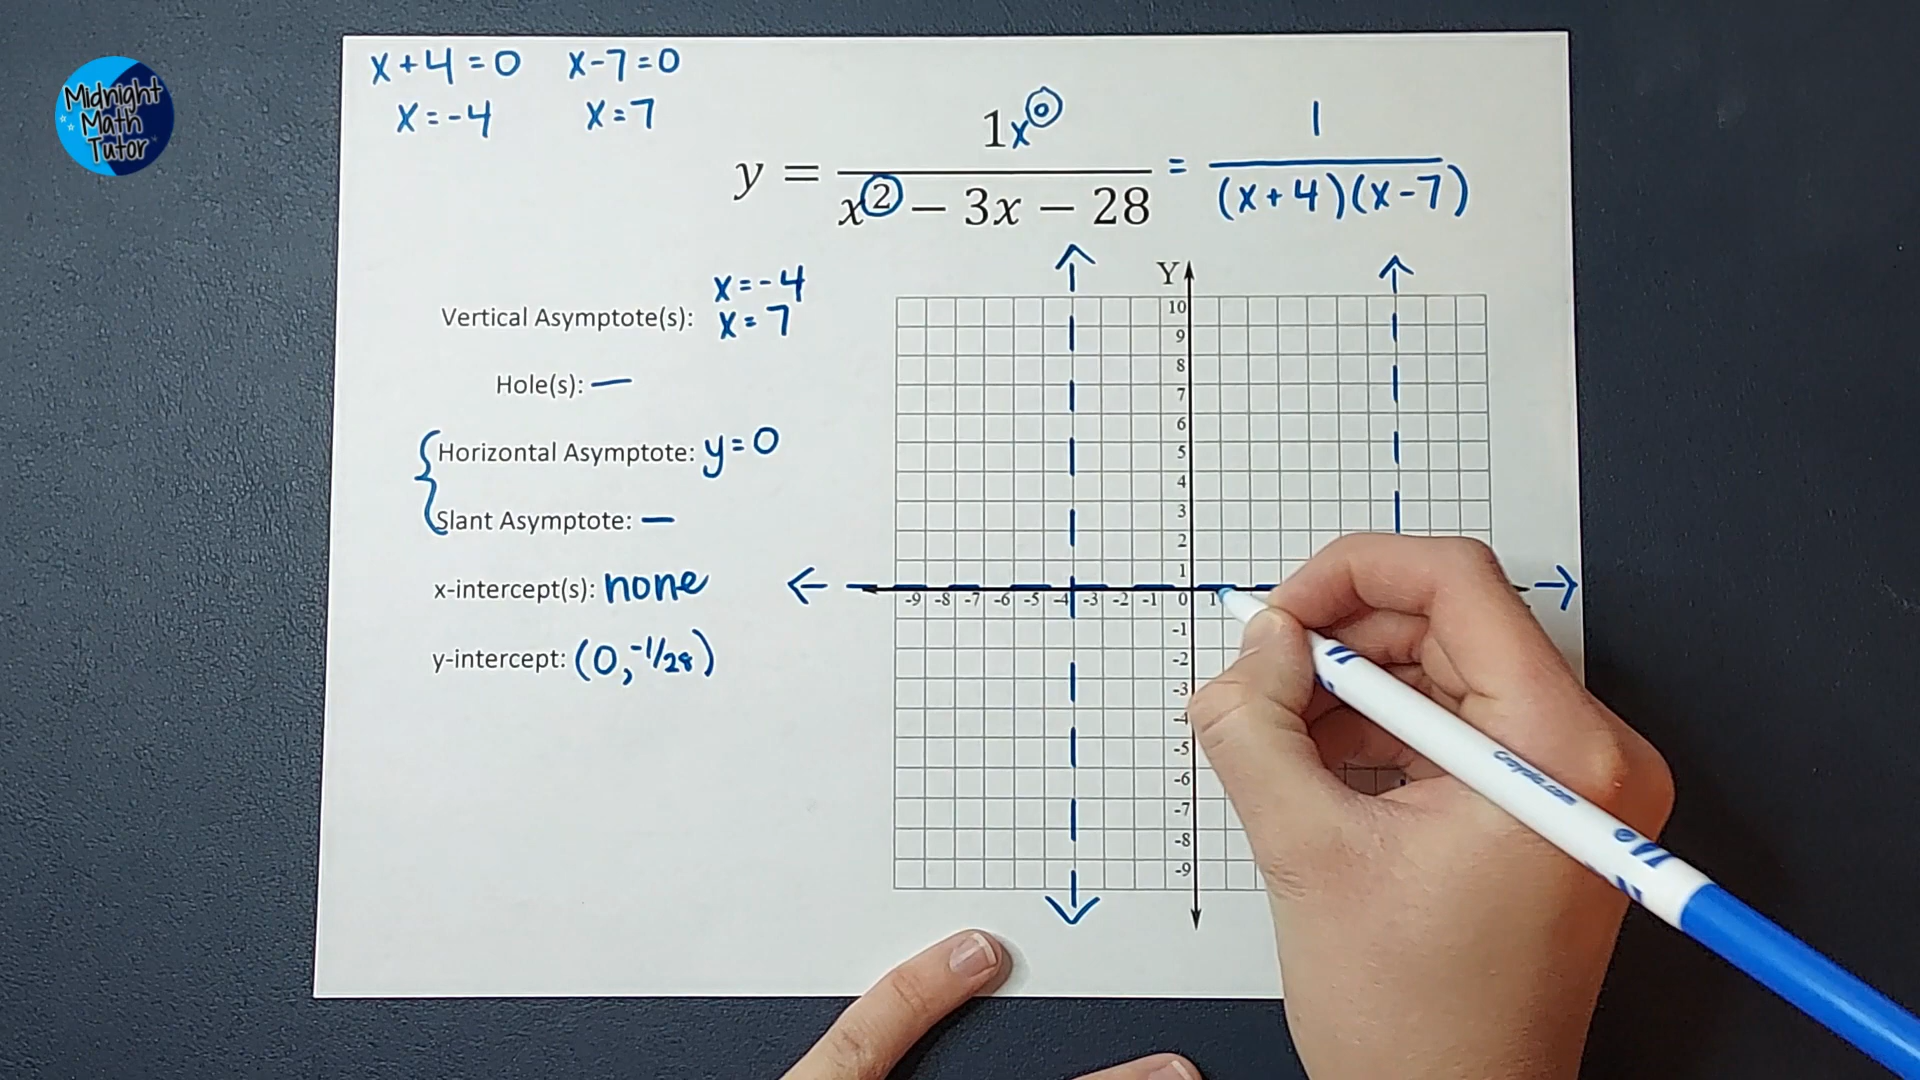 Midnight
Math
Tutor
x+4=0 x-7=0
x=-4 x=7
y = 1x⁰ / x² − 3x − 28 = 1 / (x+4)(x-7)
Vertical Asymptote(s): x=-4
x=7
Hole(s): —
Horizontal Asymptote: y=0
Slant Asymptote: —
x-intercept(s): none
y-intercept: (0,-1/28)
Y
10
9
8
7
6
5
4
3
2
1
-9 -8 -7 -6 -5 -4 -3 -2 -1 0 1
-1
-2
-3
-4
-5
-6
-7
-8
-9
Crayola.com